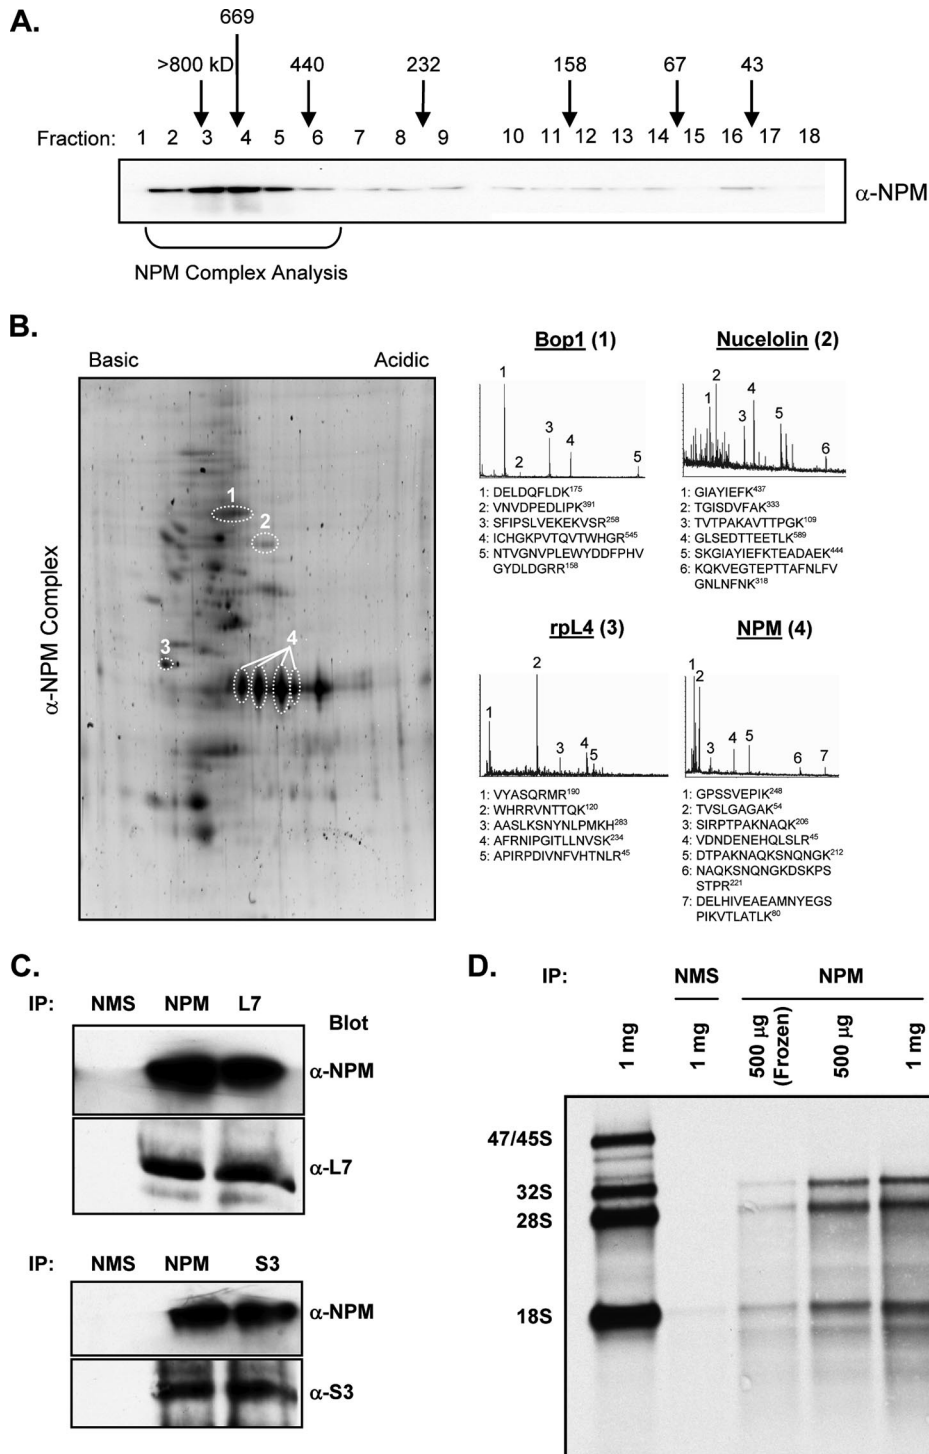 A.
669
>800 kD 440 232 158 67 43
Fraction: 1 2 3 4 5 6 7 8 9 10 11 12 13 14 15 16 17 18
α-NPM
NPM Complex Analysis
B.
Basic Acidic
α-NPM Complex
1
2
3
4
Bop1 (1)
1
2
3
4
5
1: DELDQFLDK175
2: VNVDPEDLIPK391
3: SFIPSLVEKEKVSR258
4: ICHGKPVTQVTWHGR545
5: NTVGNVPLEWYDDFPHV
GYDLDGRR158
Nucelolin (2)
1
2
3
4
5
6
1: GIAYIEFK437
2: TGISDVFAK333
3: TVTPAKAVTTPGK109
4: GLSEDTTEETLK589
5: SKGIAYIEFKTEADAEK444
6: KQKVEGTEPTTAFNLFV
GNLNFNK318
rpL4 (3)
1
2
3
4
5
1: VYASQRMR190
2: WHRRVNTTQK120
3: AASLKSNYNLPMKH283
4: AFRNIPGITLLNVSK234
5: APIRPDIVNFVHTNLR45
NPM (4)
1
2
3
4
5
6
7
1: GPSSVEPIK248
2: TVSLGAGAK54
3: SIRPTPAKNAQK206
4: VDNDENEHQLSLR45
5: DTPAKNAQKSNQNGK212
6: NAQKSNQNGKDSKPS
STPR221
7: DELHIVEAEAMNYEGS
PIKVTLATLK80
C.
IP: NMS NPM L7
Blot
α-NPM
α-L7
IP: NMS NPM S3
α-NPM
α-S3
D.
IP: NMS NPM
1 mg
1 mg
500 µg
(Frozen)
500 µg
1 mg
47/45S
32S
28S
18S